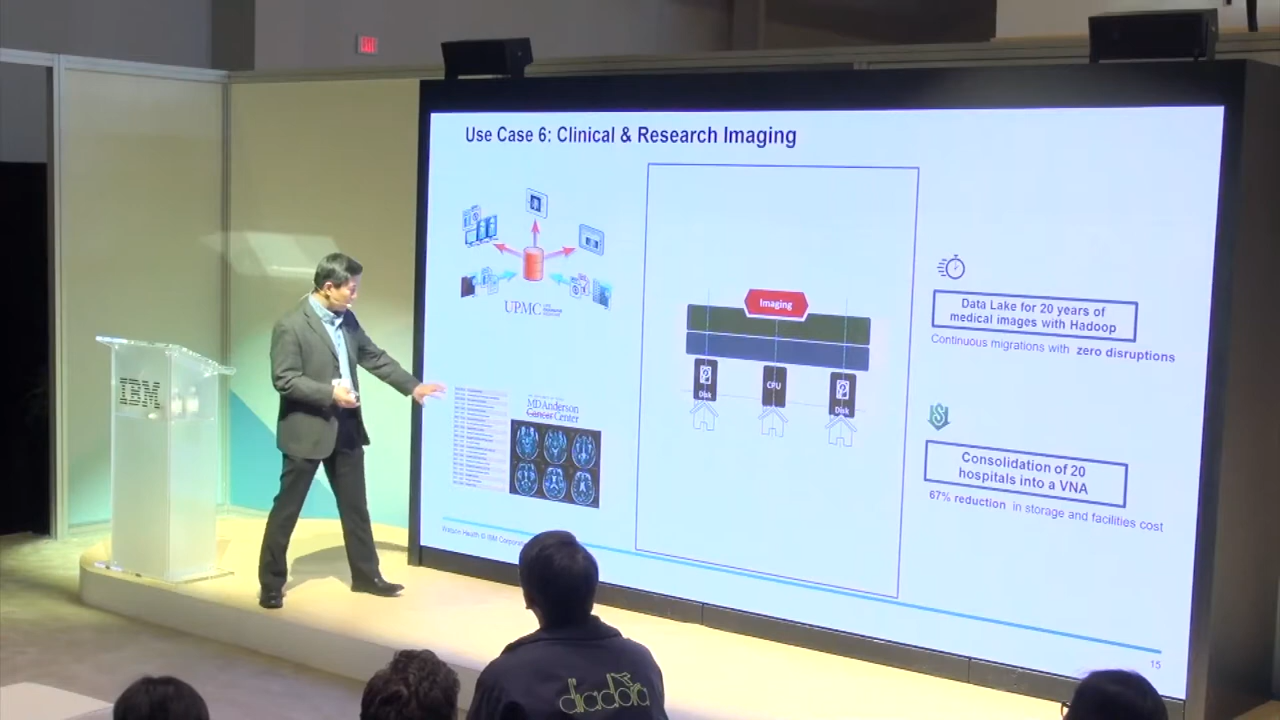 Use Case 6: Clinical & Research Imaging
UPMC
MD Anderson
Cancer Center
Imaging
Disk
CPU
Disk
Data Lake for 20 years of
medical images with Hadoop
Continuous migrations with zero disruptions
Consolidation of 20
hospitals into a VNA
67% reduction in storage and facilities cost
15
IBM
diadora